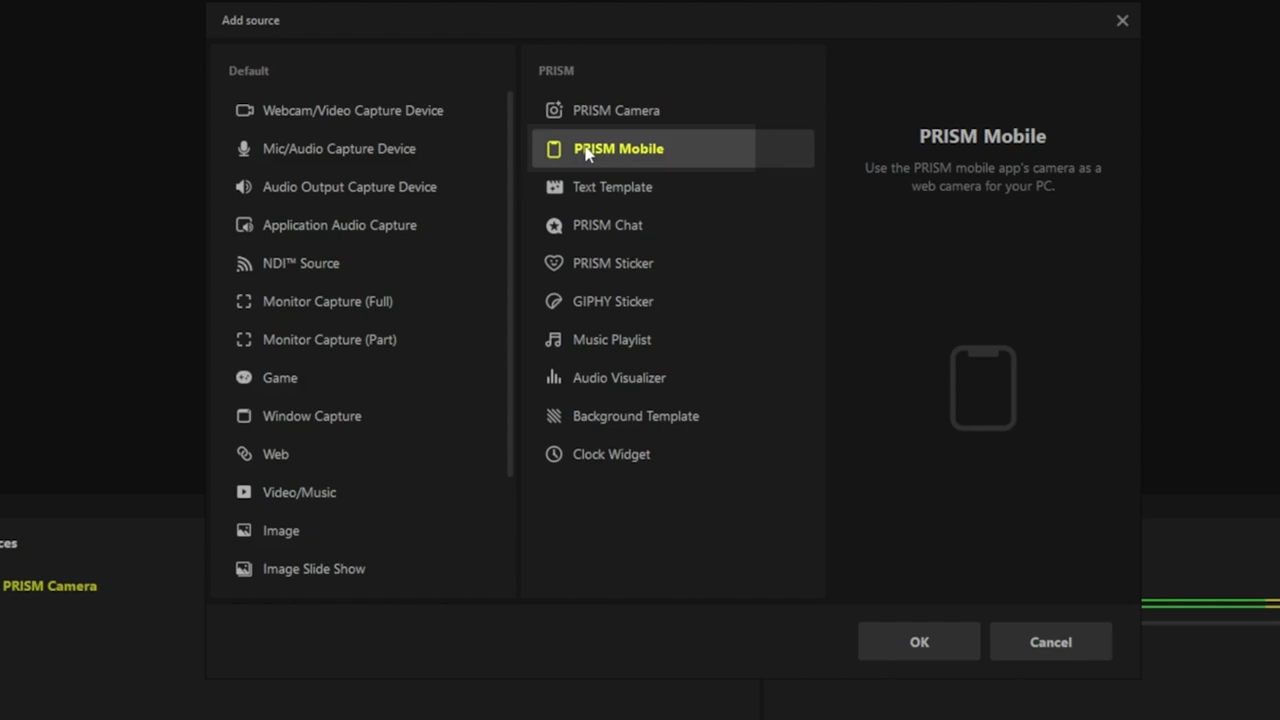 Add source
Default
Webcam/Video Capture Device
Mic/Audio Capture Device
Audio Output Capture Device
Application Audio Capture
NDI™ Source
Monitor Capture (Full)
Monitor Capture (Part)
Game
Window Capture
Web
Video/Music
Image
Image Slide Show
PRISM
PRISM Camera
PRISM Mobile
Text Template
PRISM Chat
PRISM Sticker
GIPHY Sticker
Music Playlist
Audio Visualizer
Background Template
Clock Widget
PRISM Mobile
Use the PRISM mobile app's camera as a
web camera for your PC.
ces
PRISM Camera
OK
Cancel